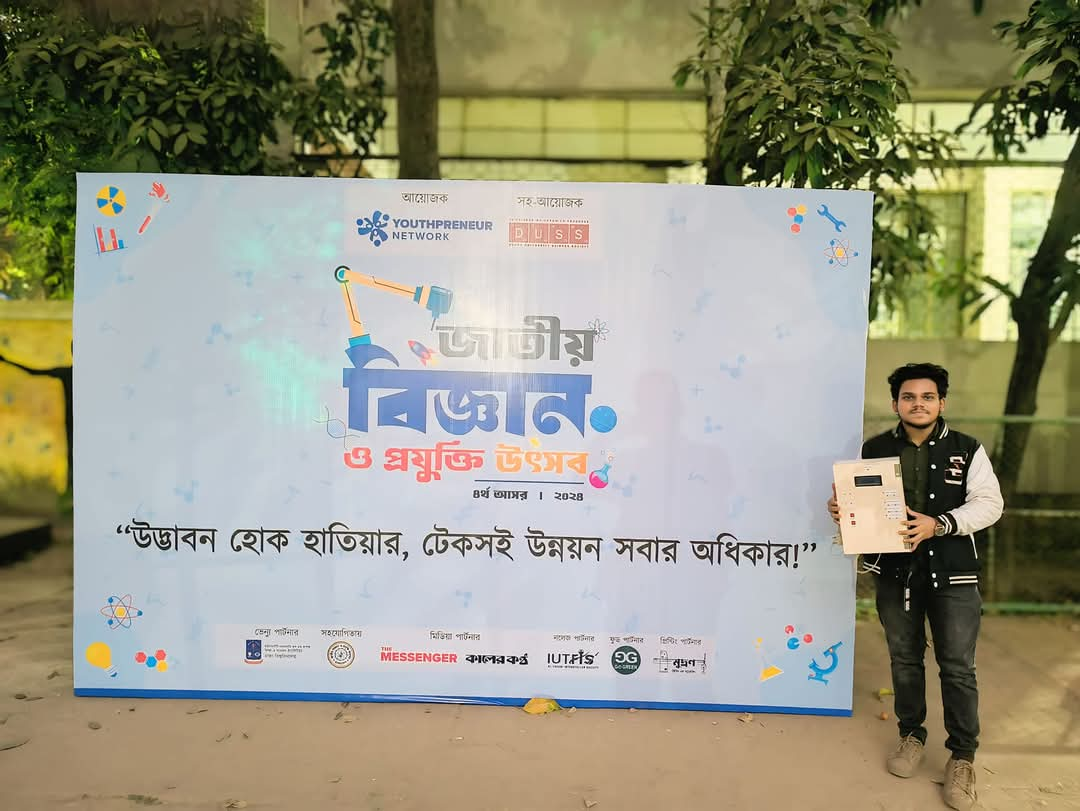 আয়োজক
YOUTHPRENEUR
NETWORK
সহ-আয়োজক
DUSS
জাতীয়
বিজ্ঞান
ও প্রযুক্তি উৎসব
৪র্থ আসর । ২০২৪
“উদ্ভাবন হোক হাতিয়ার, টেকসই উন্নয়ন সবার অধিকার!”
ভেন্যু পার্টনার
সহযোগিতায়
মিডিয়া পার্টনার
THE
MESSENGER
কালের কণ্ঠ
নলেজ পার্টনার
IUTPJS
ফুড পার্টনার
GO GREEN
প্রিন্টিং পার্টনার
মুদ্রণ